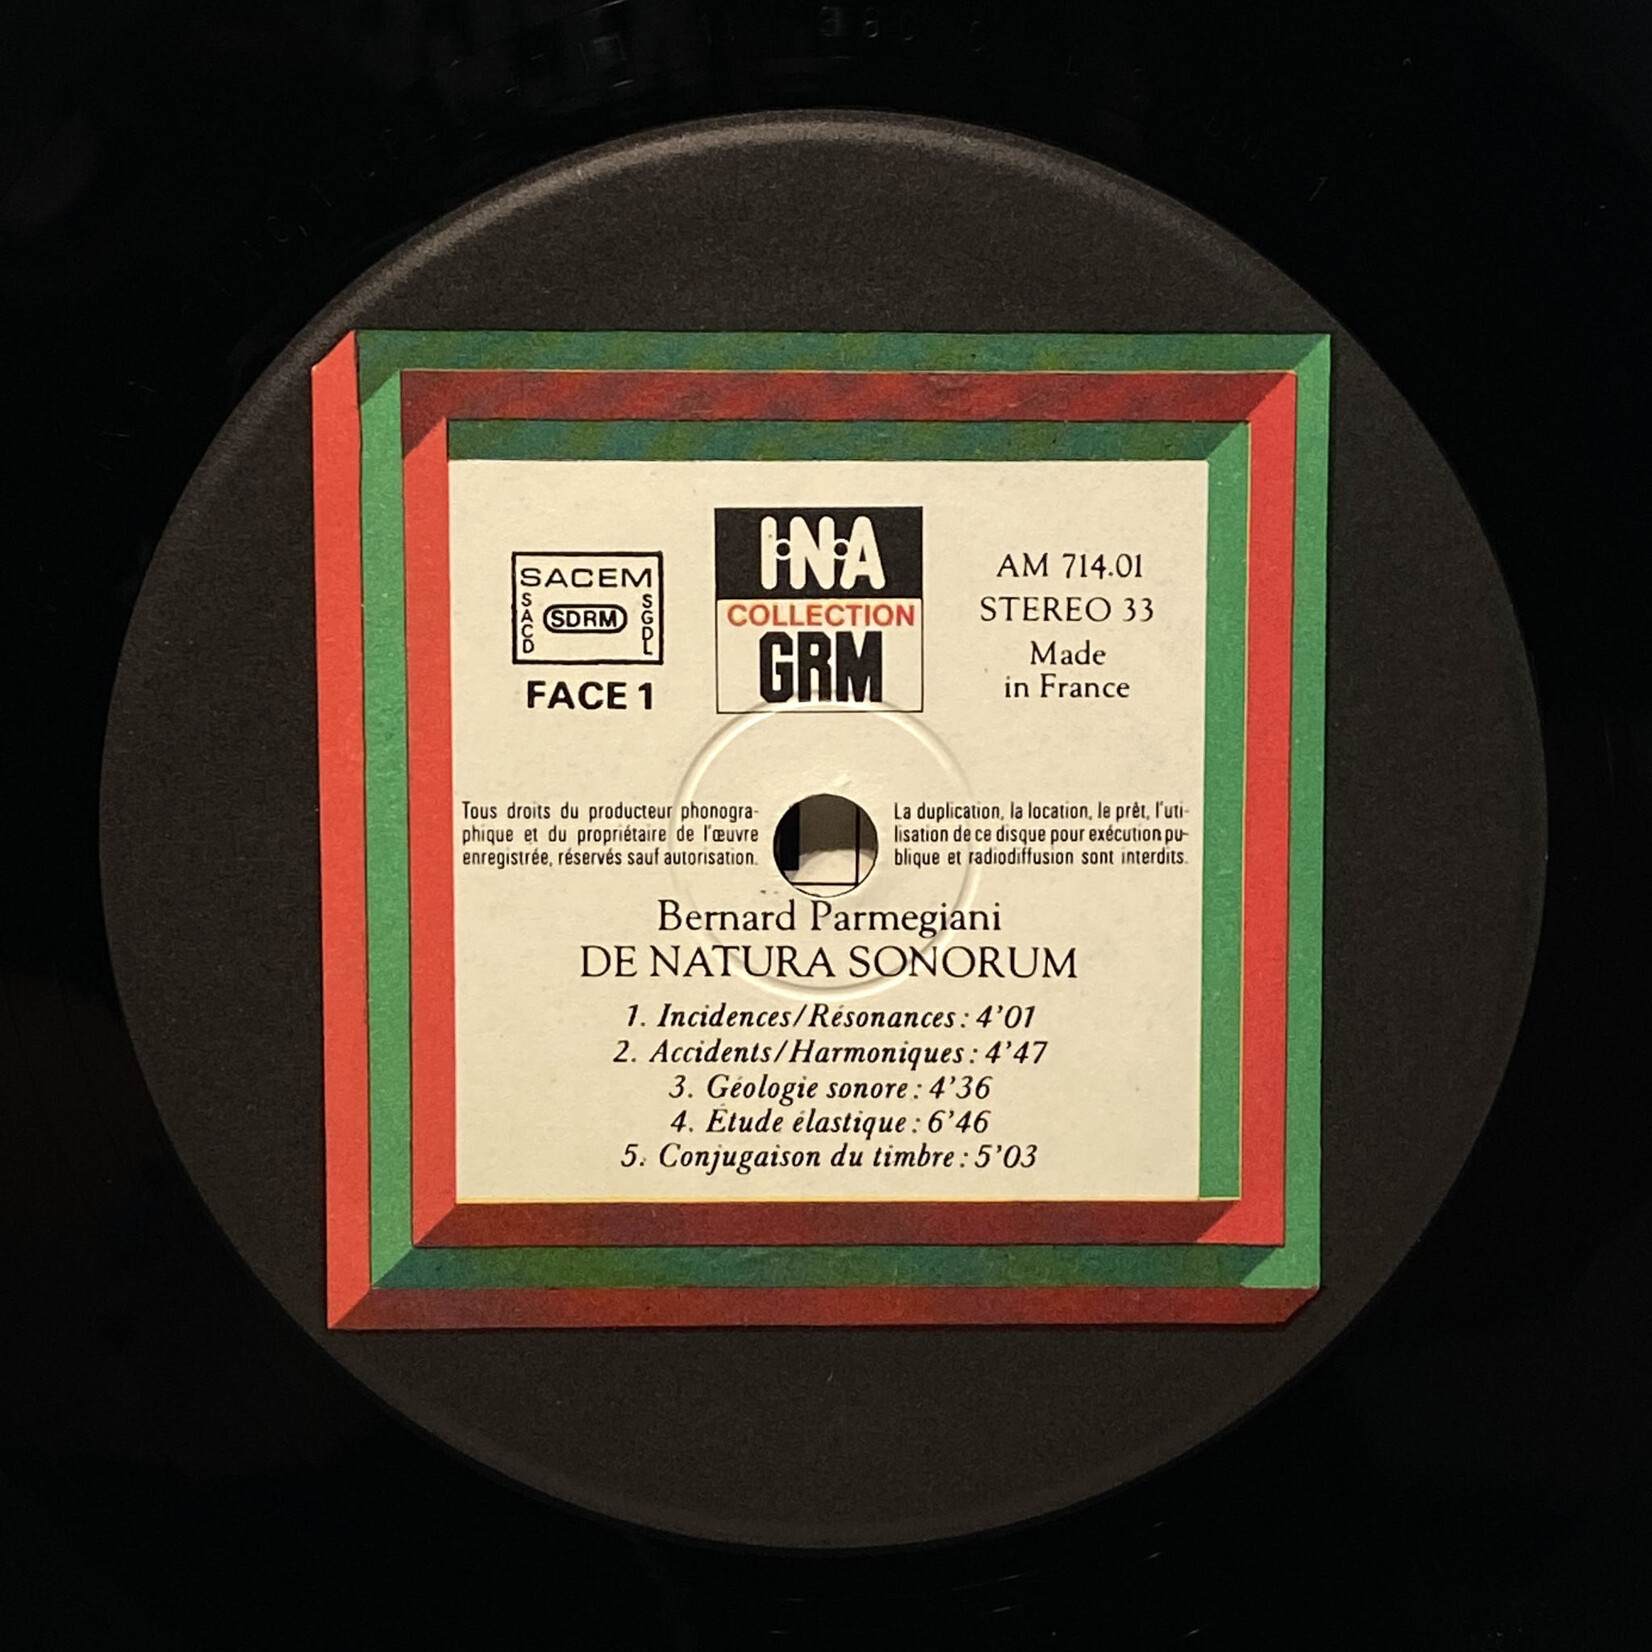 I·N·A
COLLECTION
GRM
SACEM
SACD
SDRM
SGDL
FACE 1
AM 714.01
STEREO 33
Made
in France
Tous droits du producteur phonogra-
phique et du propriétaire de l'œuvre
enregistrée, réservés sauf autorisation.
La duplication, la location, le prêt, l'uti-
lisation de ce disque pour exécution pu-
blique et radiodiffusion sont interdits.
Bernard Parmegiani
DE NATURA SONORUM
1. Incidences/Résonances : 4'01
2. Accidents/Harmoniques : 4'47
3. Géologie sonore : 4'36
4. Étude élastique : 6'46
5. Conjugaison du timbre : 5'03